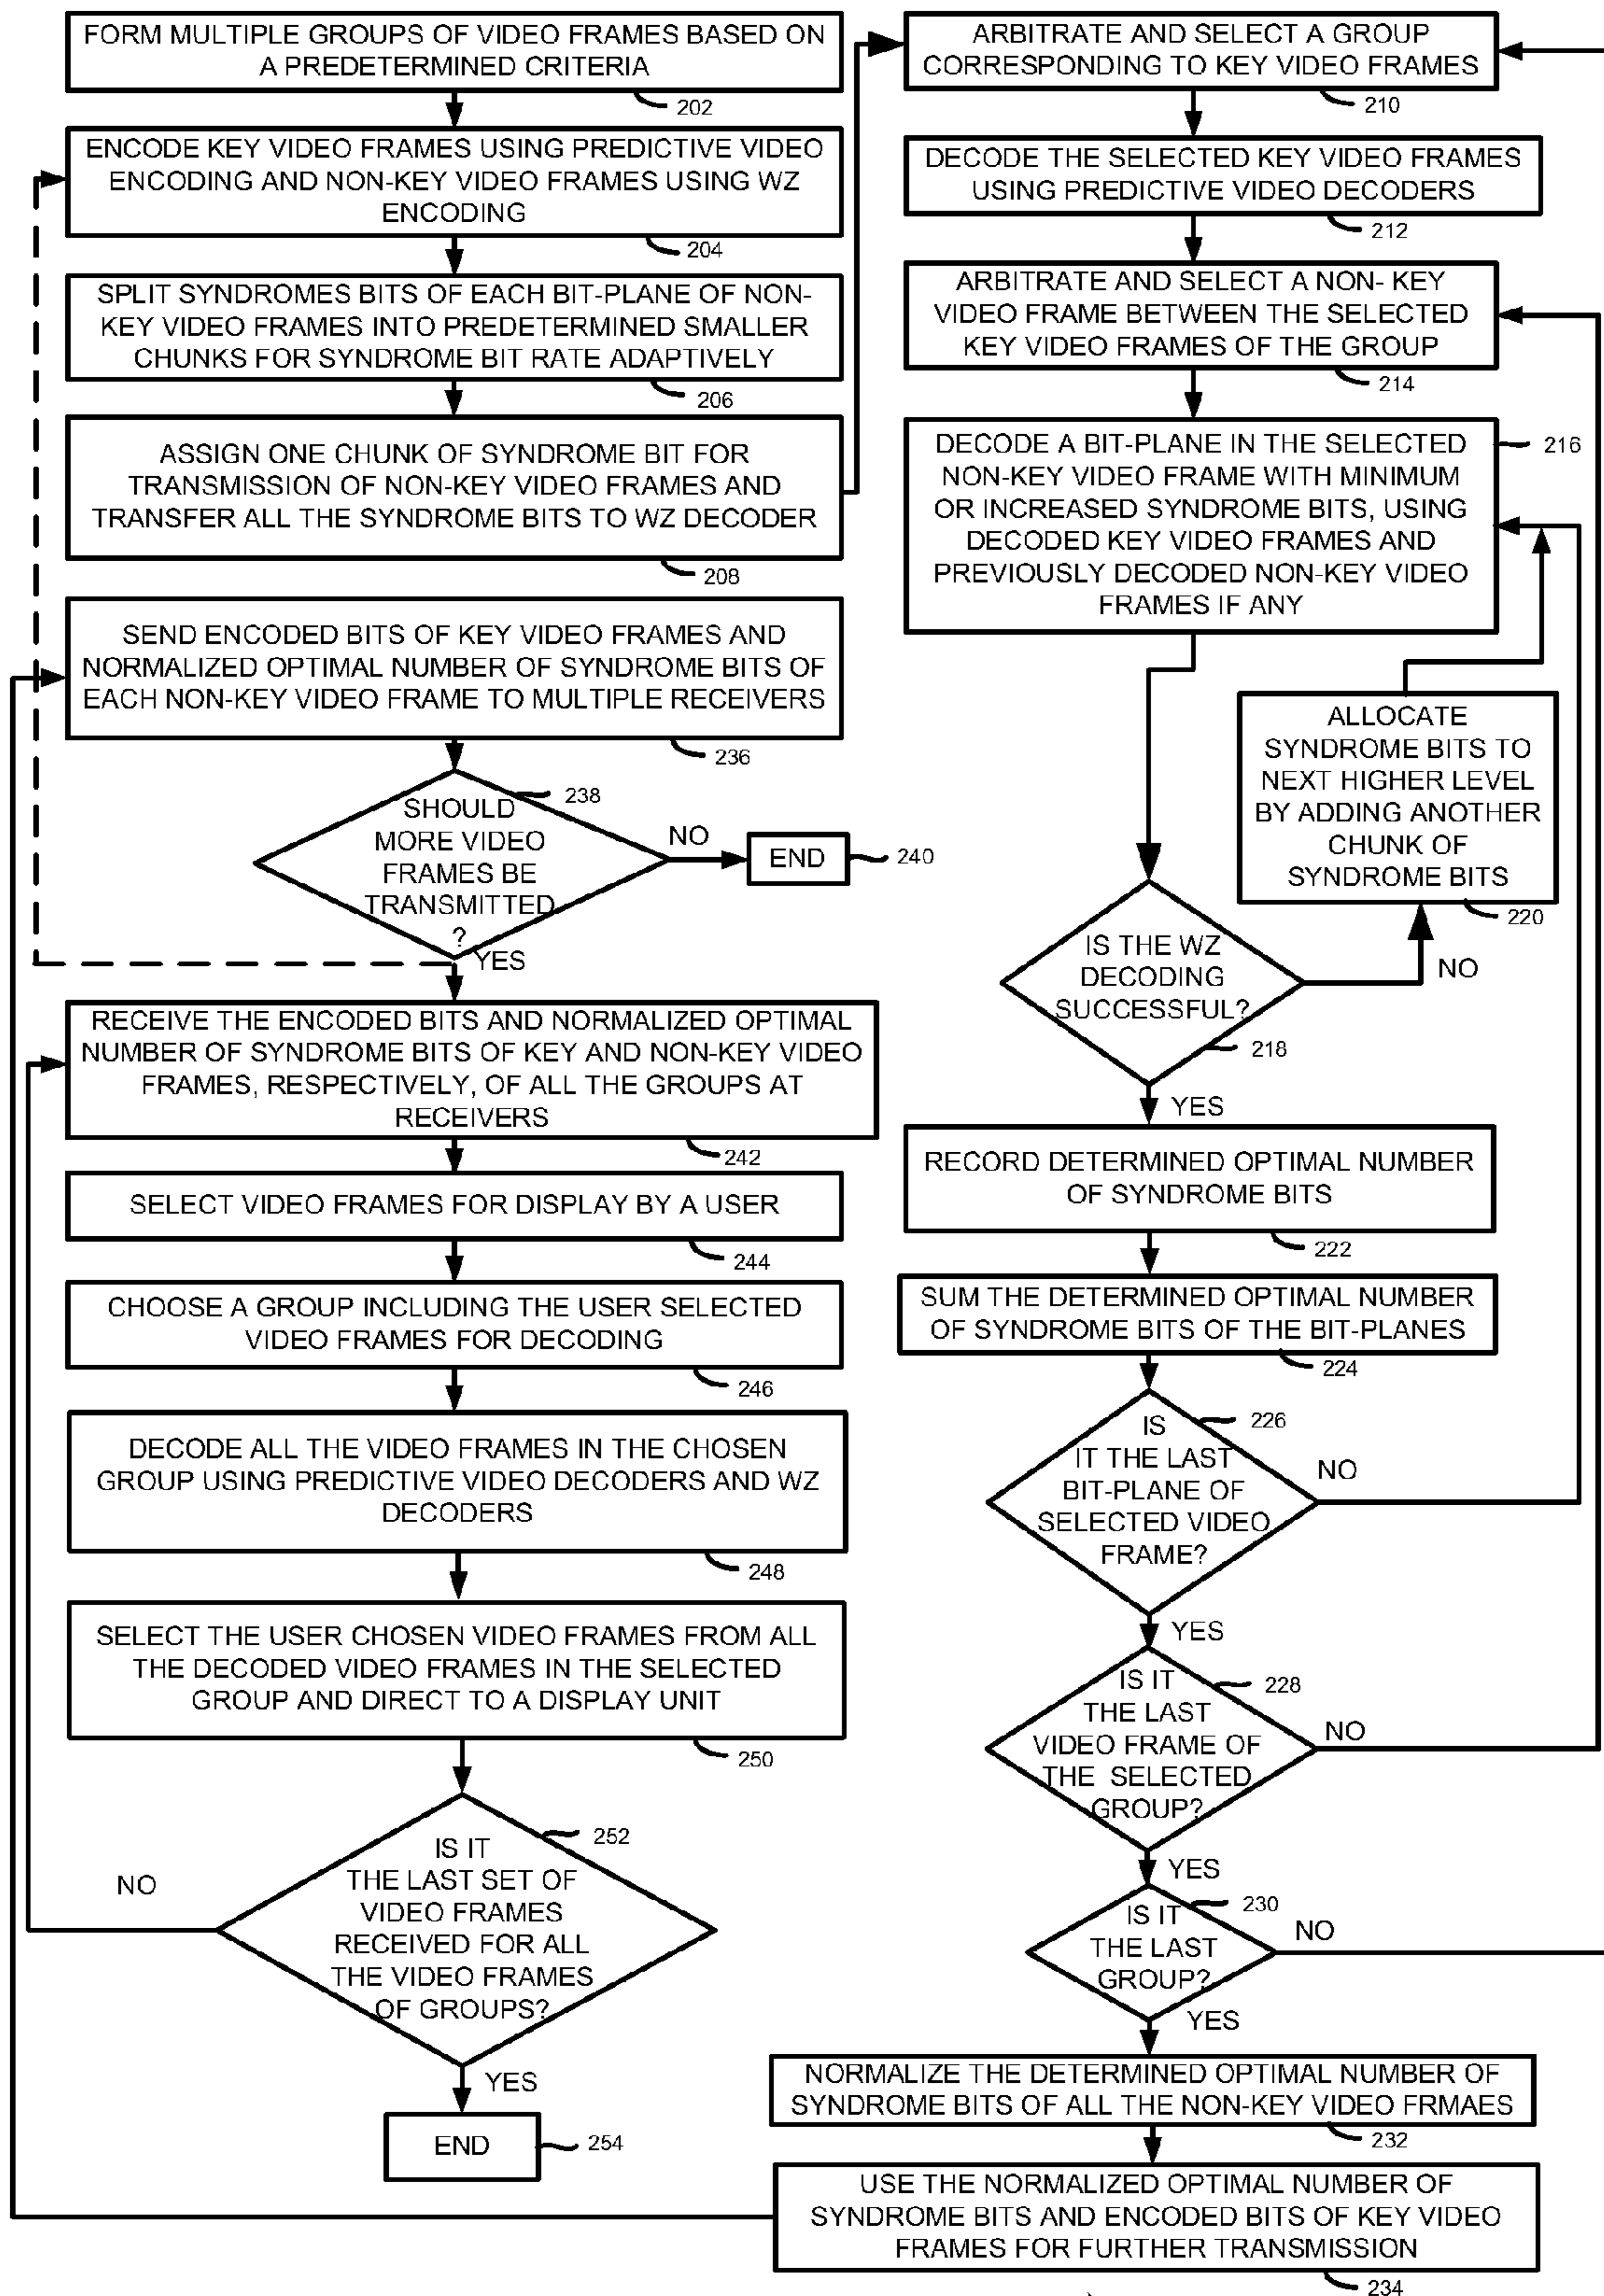 FORM MULTIPLE GROUPS OF VIDEO FRAMES BASED ON
A PREDETERMINED CRITERIA
202
ENCODE KEY VIDEO FRAMES USING PREDICTIVE VIDEO
ENCODING AND NON-KEY VIDEO FRAMES USING WZ
ENCODING
204
SPLIT SYNDROMES BITS OF EACH BIT-PLANE OF NON-
KEY VIDEO FRAMES INTO PREDETERMINED SMALLER
CHUNKS FOR SYNDROME BIT RATE ADAPTIVELY
206
ASSIGN ONE CHUNK OF SYNDROME BIT FOR
TRANSMISSION OF NON-KEY VIDEO FRAMES AND
TRANSFER ALL THE SYNDROME BITS TO WZ DECODER
208
ARBITRATE AND SELECT A GROUP
CORRESPONDING TO KEY VIDEO FRAMES
210
DECODE THE SELECTED KEY VIDEO FRAMES
USING PREDICTIVE VIDEO DECODERS
212
ARBITRATE AND SELECT A NON- KEY
VIDEO FRAME BETWEEN THE SELECTED
KEY VIDEO FRAMES OF THE GROUP
214
DECODE A BIT-PLANE IN THE SELECTED
NON-KEY VIDEO FRAME WITH MINIMUM
OR INCREASED SYNDROME BITS, USING
DECODED KEY VIDEO FRAMES AND
PREVIOUSLY DECODED NON-KEY VIDEO
FRAMES IF ANY
216
IS THE WZ
DECODING
SUCCESSFUL?
218
NO
ALLOCATE
SYNDROME BITS TO
NEXT HIGHER LEVEL
BY ADDING ANOTHER
CHUNK OF
SYNDROME BITS
220
YES
RECORD DETERMINED OPTIMAL NUMBER
OF SYNDROME BITS
222
SUM THE DETERMINED OPTIMAL NUMBER
OF SYNDROME BITS OF THE BIT-PLANES
224
IS
IT THE LAST
BIT-PLANE OF
SELECTED VIDEO
FRAME?
226
NO
YES
IS IT
THE LAST
VIDEO FRAME OF
THE SELECTED
GROUP?
228
NO
YES
IS IT
THE LAST
GROUP?
230
NO
YES
NORMALIZE THE DETERMINED OPTIMAL NUMBER OF
SYNDROME BITS OF ALL THE NON-KEY VIDEO FRMAES
232
USE THE NORMALIZED OPTIMAL NUMBER OF
SYNDROME BITS AND ENCODED BITS OF KEY VIDEO
FRAMES FOR FURTHER TRANSMISSION
234
SEND ENCODED BITS OF KEY VIDEO FRAMES AND
NORMALIZED OPTIMAL NUMBER OF SYNDROME BITS OF
EACH NON-KEY VIDEO FRAME TO MULTIPLE RECEIVERS
236
SHOULD
MORE VIDEO
FRAMES BE
TRANSMITTED
?
238
NO
END
240
YES
RECEIVE THE ENCODED BITS AND NORMALIZED OPTIMAL
NUMBER OF SYNDROME BITS OF KEY AND NON-KEY VIDEO
FRAMES, RESPECTIVELY, OF ALL THE GROUPS AT
RECEIVERS
242
SELECT VIDEO FRAMES FOR DISPLAY BY A USER
244
CHOOSE A GROUP INCLUDING THE USER SELECTED
VIDEO FRAMES FOR DECODING
246
DECODE ALL THE VIDEO FRAMES IN THE CHOSEN
GROUP USING PREDICTIVE VIDEO DECODERS AND WZ
DECODERS
248
SELECT THE USER CHOSEN VIDEO FRAMES FROM ALL
THE DECODED VIDEO FRAMES IN THE SELECTED
GROUP AND DIRECT TO A DISPLAY UNIT
250
IS IT
THE LAST SET OF
VIDEO FRAMES
RECEIVED FOR ALL
THE VIDEO FRAMES
OF GROUPS?
252
NO
YES
END
254